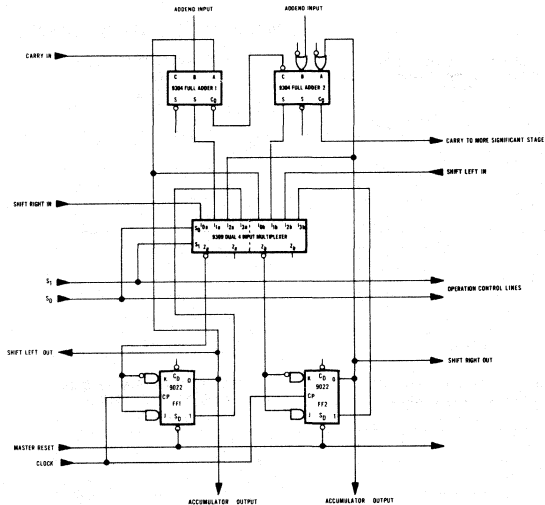 ADDEND INPUT
ADDEND INPUT
CARRY IN
C B A
9304 FULL ADDER 1
S S C0
C B A
9304 FULL ADDER 2
S S C0
CARRY TO MORE SIGNIFICANT STAGE
SHIFT LEFT IN
SHIFT RIGHT IN
S0 I0a I1a I2a I3a I0b I1b I2b I3b
9309 DUAL 4 INPUT MULTIPLEXER
S1 Za Za Zb Zb
S1
S0
OPERATION CONTROL LINES
SHIFT LEFT OUT
SHIFT RIGHT OUT
K CD 0
9022
CP
FF1
J SD 1
K CD 0
9022
CP
FF2
J SD 1
MASTER RESET
CLOCK
ACCUMULATOR OUTPUT
ACCUMULATOR OUTPUT